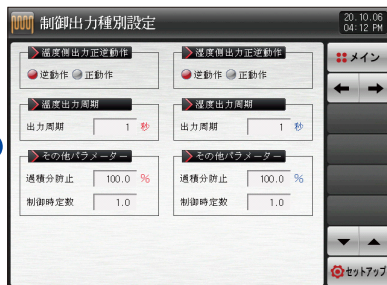 制御出力種別設定
20.10.06
04:12 PM
温度側出力正逆動作
逆動作 正動作
温度出力周期
出力周期 1 秒
その他パラメーター
過積分防止 100.0 %
制御時定数 1.0
湿度側出力正逆動作
逆動作 正動作
湿度出力周期
出力周期 1 秒
その他パラメーター
過積分防止 100.0 %
制御時定数 1.0
メイン
セットアップ